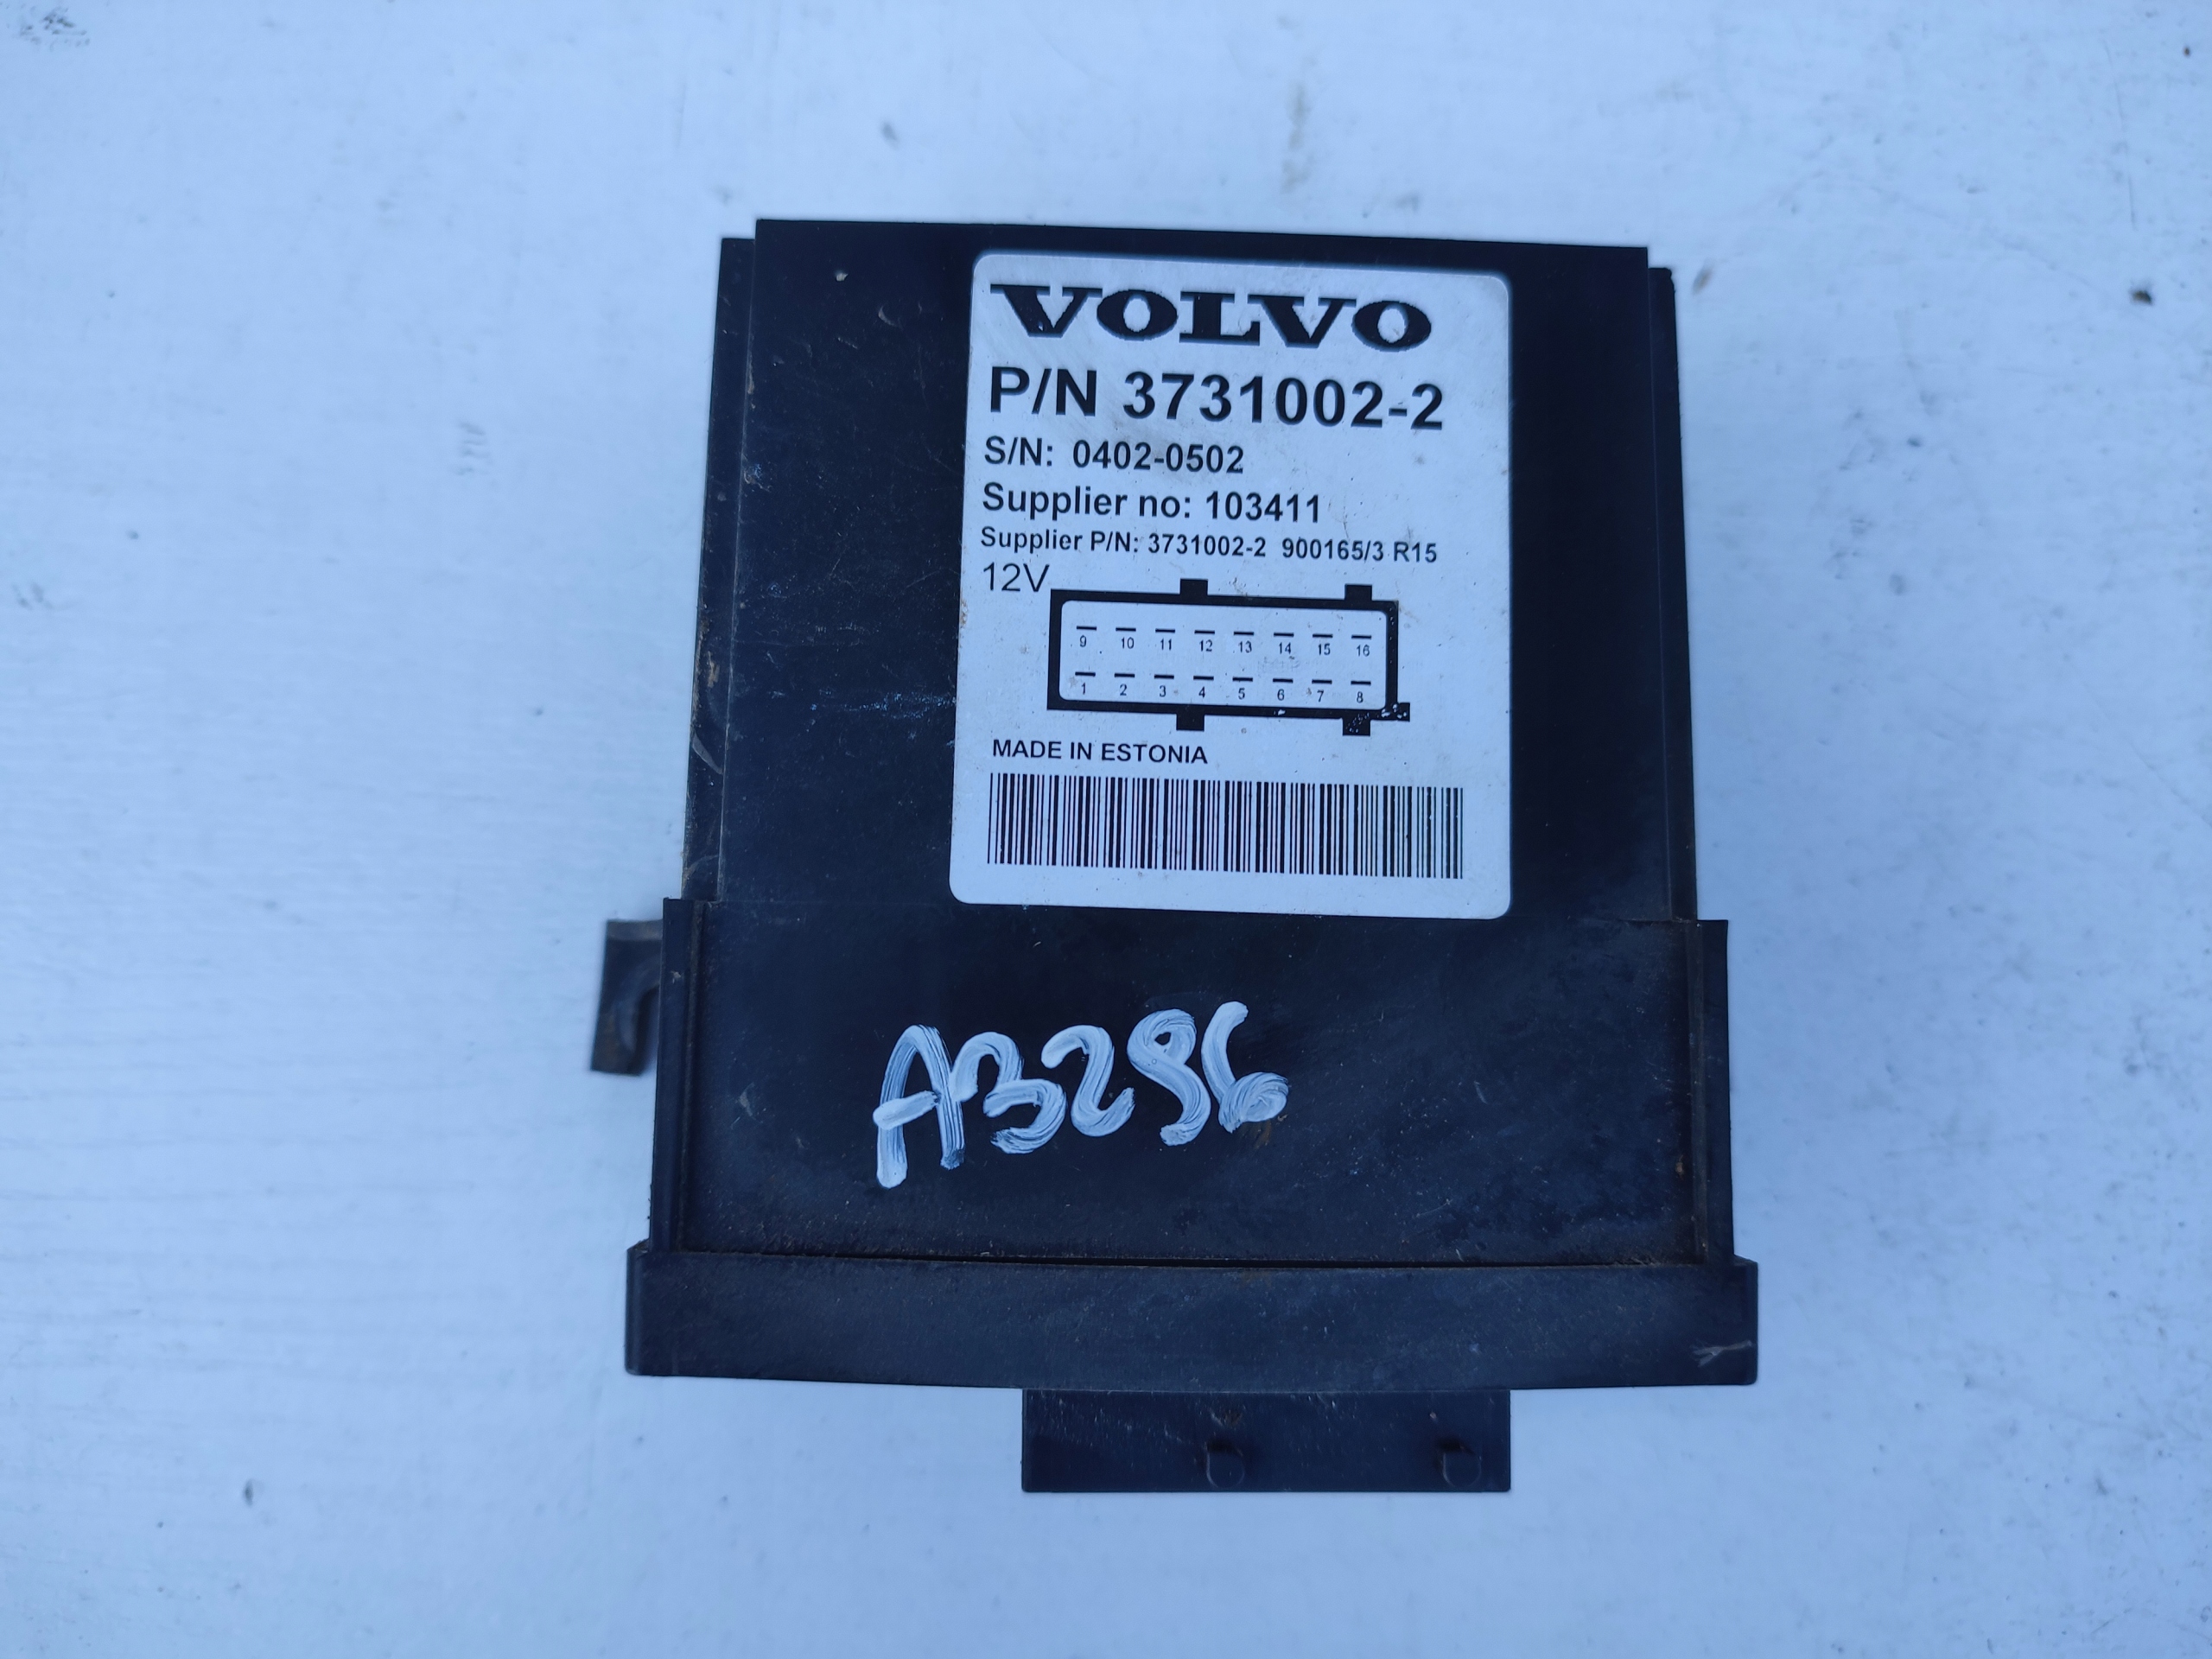 VOLVO
P/N 3731002-2
S/N: 0402-0502
Supplier no: 103411
Supplier P/N: 3731002-2 900165/3 R15
12V
9 10 11 12 13 14 15 16
1 2 3 4 5 6 7 8
MADE IN ESTONIA
A3296